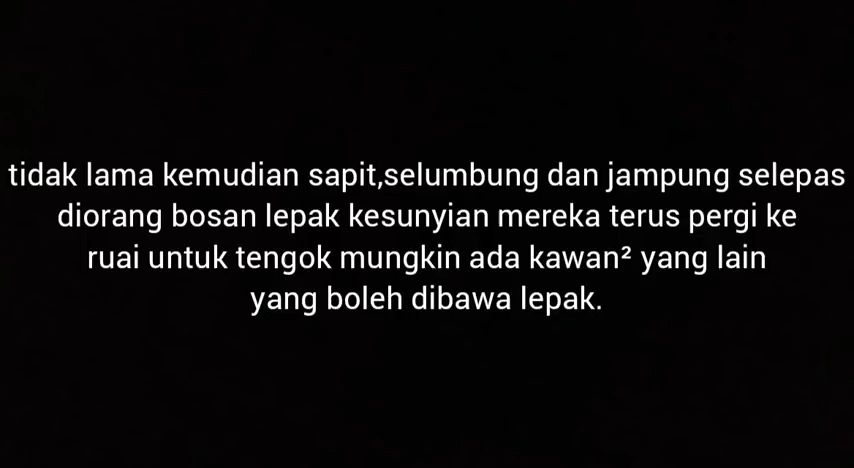 tidak lama kemudian sapit,selumbung dan jampung selepas
diorang bosan lepak kesunyian mereka terus pergi ke
ruai untuk tengok mungkin ada kawan² yang lain
yang boleh dibawa lepak.